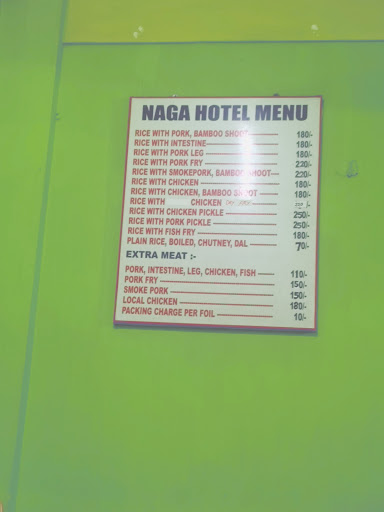 NAGA HOTEL MENU
RICE WITH PORK, BAMBOO SHOOT 180/-
RICE WITH INTESTINE 180/-
RICE WITH PORK LEG 180/-
RICE WITH PORK FRY 220/-
RICE WITH SMOKEPORK, BAMBOO SHOOT 220/-
RICE WITH CHICKEN 180/-
RICE WITH CHICKEN, BAMBOO SHOOT 180/-
RICE WITH CHICKEN
RICE WITH CHICKEN PICKLE 250/-
RICE WITH PORK PICKLE 250/-
RICE WITH FISH FRY 180/-
PLAIN RICE, BOILED, CHUTNEY, DAL 70/-
EXTRA MEAT :-
PORK, INTESTINE, LEG, CHICKEN, FISH 110/-
PORK FRY 150/-
SMOKE PORK 150/-
LOCAL CHICKEN 180/-
PACKING CHARGE PER FOIL 10/-